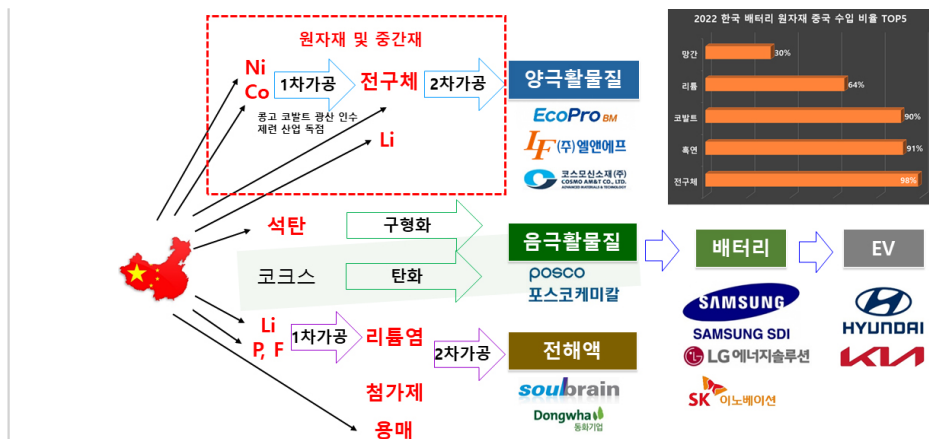 2022 한국 배터리 원자재 중국 수입 비율 TOP5
망간
30%
리튬
64%
코발트
90%
흑연
91%
전구체
98%
원자재 및 중간재
Ni
Co
1차가공
전구체
2차가공
양극활물질
콩고 코발트 광산 인수
제련 산업 독점
Li
EcoPro BM
LF (주)엘앤에프
코스모신소재(주)
COSMO AM&T CO., LTD.
ADVANCED MATERIALS & TECHNOLOGY
석탄
구형화
음극활물질
배터리
EV
코크스
탄화
posco
포스코케미칼
SAMSUNG
SAMSUNG SDI
HYUNDAI
LG에너지솔루션
KIA
SK이노베이션
Li
P, F
1차가공
리튬염
2차가공
전해액
첨가제
soulbrain
Dongwha
동화기업
용매